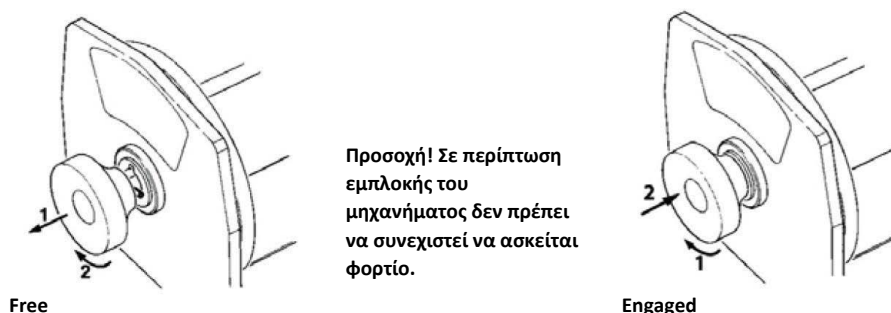 1
2
Free
Προσοχή! Σε περίπτωση
εμπλοκής του
μηχανήματος δεν πρέπει
να συνεχιστεί να ασκείται
φορτίο.
2
1
Engaged